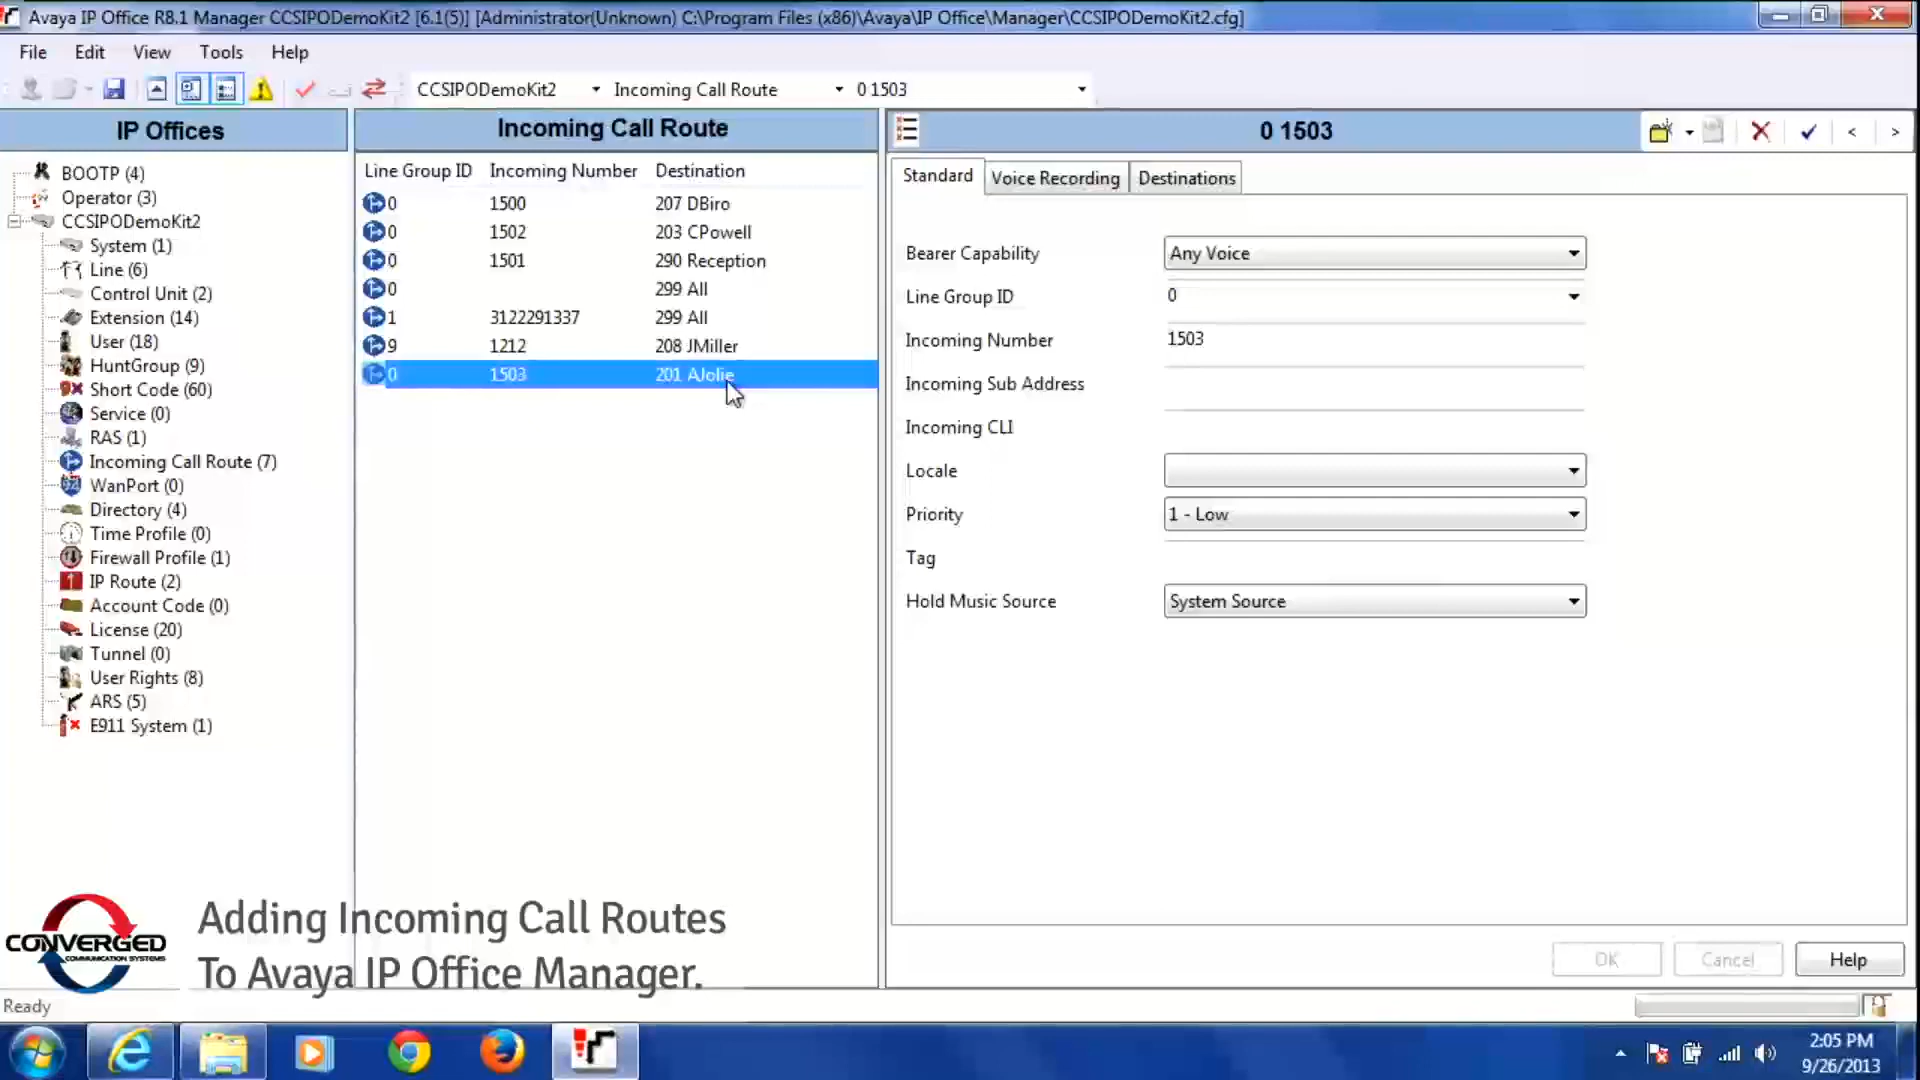 Avaya IP Office R8.1 Manager CCSIPODemoKit2 [6.1(5)] [Administrator(Unknown) C:\Program Files (x86)\Avaya\IP Office\Manager\CCSIPODemoKit2.cfg]
File Edit View Tools Help
CCSIPODemoKit2 Incoming Call Route 0 1503
IP Offices
BOOTP (4)
Operator (3)
CCSIPODemoKit2
System (1)
Line (6)
Control Unit (2)
Extension (14)
User (18)
HuntGroup (9)
Short Code (60)
Service (0)
RAS (1)
Incoming Call Route (7)
WanPort (0)
Directory (4)
Time Profile (0)
Firewall Profile (1)
IP Route (2)
Account Code (0)
License (20)
Tunnel (0)
User Rights (8)
ARS (5)
E911 System (1)
Incoming Call Route
Line Group ID Incoming Number Destination
0 1500 207 DBiro
0 1502 203 CPowell
0 1501 290 Reception
0 299 All
1 3122291337 299 All
9 1212 208 JMiller
0 1503 201 AJolie
0 1503
Standard Voice Recording Destinations
Bearer Capability Any Voice
Line Group ID 0
Incoming Number 1503
Incoming Sub Address
Incoming CLI
Locale
Priority 1 - Low
Tag
Hold Music Source System Source
OK Cancel Help
CONVERGED
COMMUNICATION SYSTEMS
Adding Incoming Call Routes
To Avaya IP Office Manager.
Ready
2:05 PM
9/26/2013